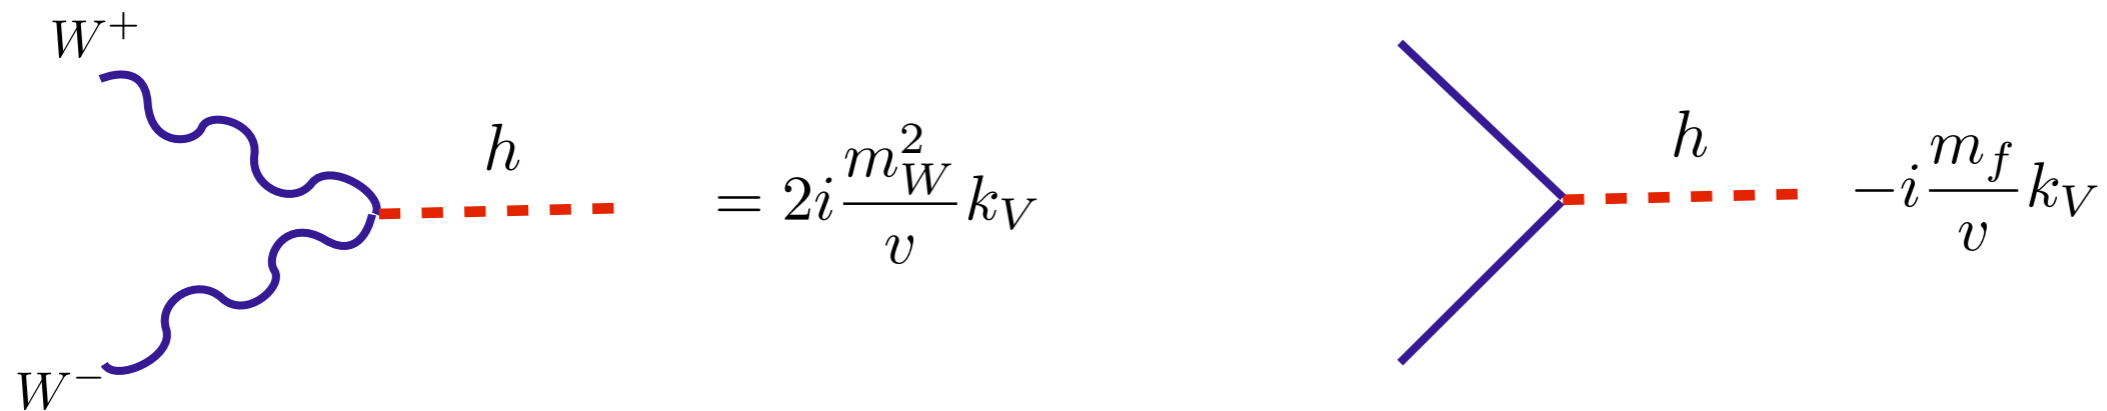 W^+
h
= 2i \frac{m_W^2}{v} k_V
W^-
h
-i \frac{m_f}{v} k_V